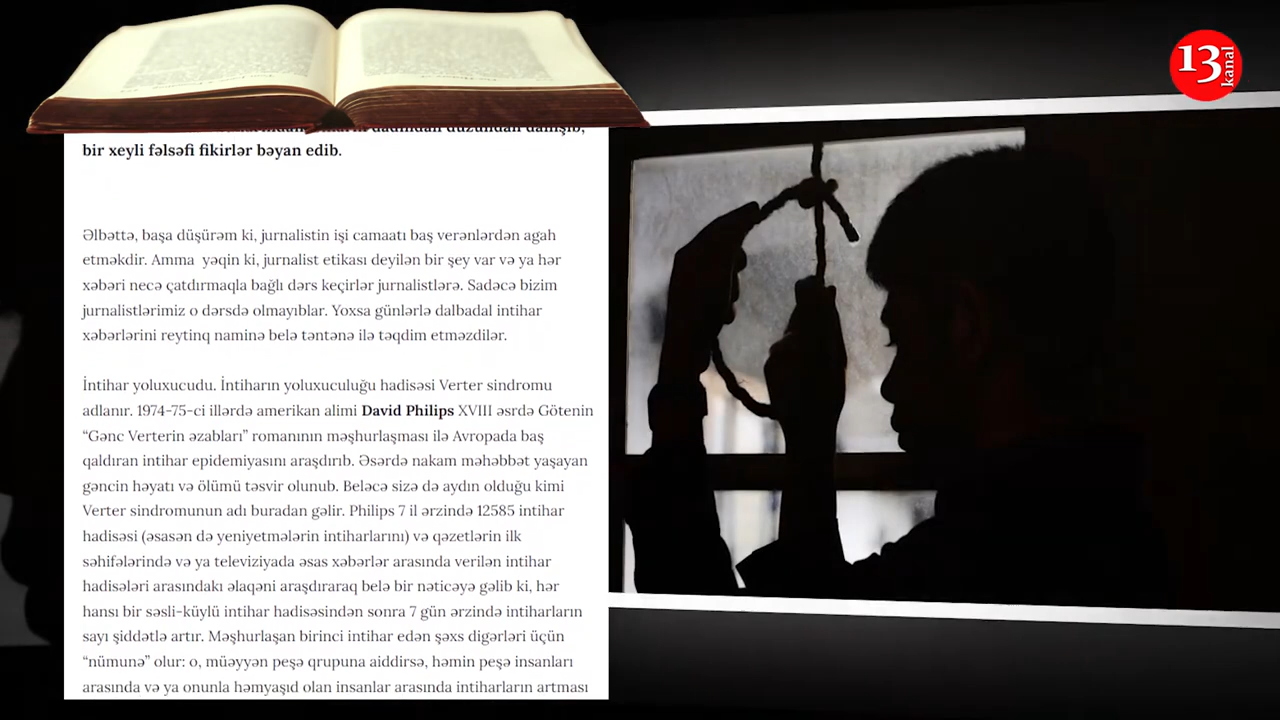 13
kanal
dadından duzundan danışıb,
bir xeyli fəlsəfi fikirlər bəyan edib.
Əlbəttə, başa düşürəm ki, jurnalistin işi camaatı baş verənlərdən agah
etməkdir. Amma yəqin ki, jurnalist etikası deyilən bir şey var və ya hər
xəbəri necə çatdırmaqla bağlı dərs keçirlər jurnalistlərə. Sadəcə bizim
jurnalistlərimiz o dərsdə olmayıblar. Yoxsa günlərlə dalbadal intihar
xəbərlərini reytinq naminə belə təntənə ilə təqdim etməzdilər.
İntihar yoluxucudu. İntiharın yoluxuculuğu hadisəsi Verter sindromu
adlanır. 1974-75-ci illərdə amerikan alimi David Philips XVIII əsrdə Götenin
“Gənc Verterin əzabları” romanının məşhurlaşması ilə Avropada baş
qaldıran intihar epidemiyasını araşdırıb. Əsərdə nakam məhəbbət yaşayan
gəncin həyatı və ölümü təsvir olunub. Beləcə sizə də aydın olduğu kimi
Verter sindromunun adı buradan gəlir. Philips 7 il ərzində 12585 intihar
hadisəsi (əsasən də yeniyetmələrin intiharlarını) və qəzetlərin ilk
səhifələrində və ya televiziyada əsas xəbərlər arasında verilən intihar
hadisələri arasındakı əlaqəni araşdıraraq belə bir nəticəyə gəlib ki, hər
hansı bir səsli-küylü intihar hadisəsindən sonra 7 gün ərzində intiharların
sayı şiddətlə artır. Məşhurlaşan birinci intihar edən şəxs digərləri üçün
“nümunə” olur: o, müəyyən peşə qrupuna aiddirsə, həmin peşə insanları
arasında və ya onunla həmyaşıd olan insanlar arasında intiharların artması